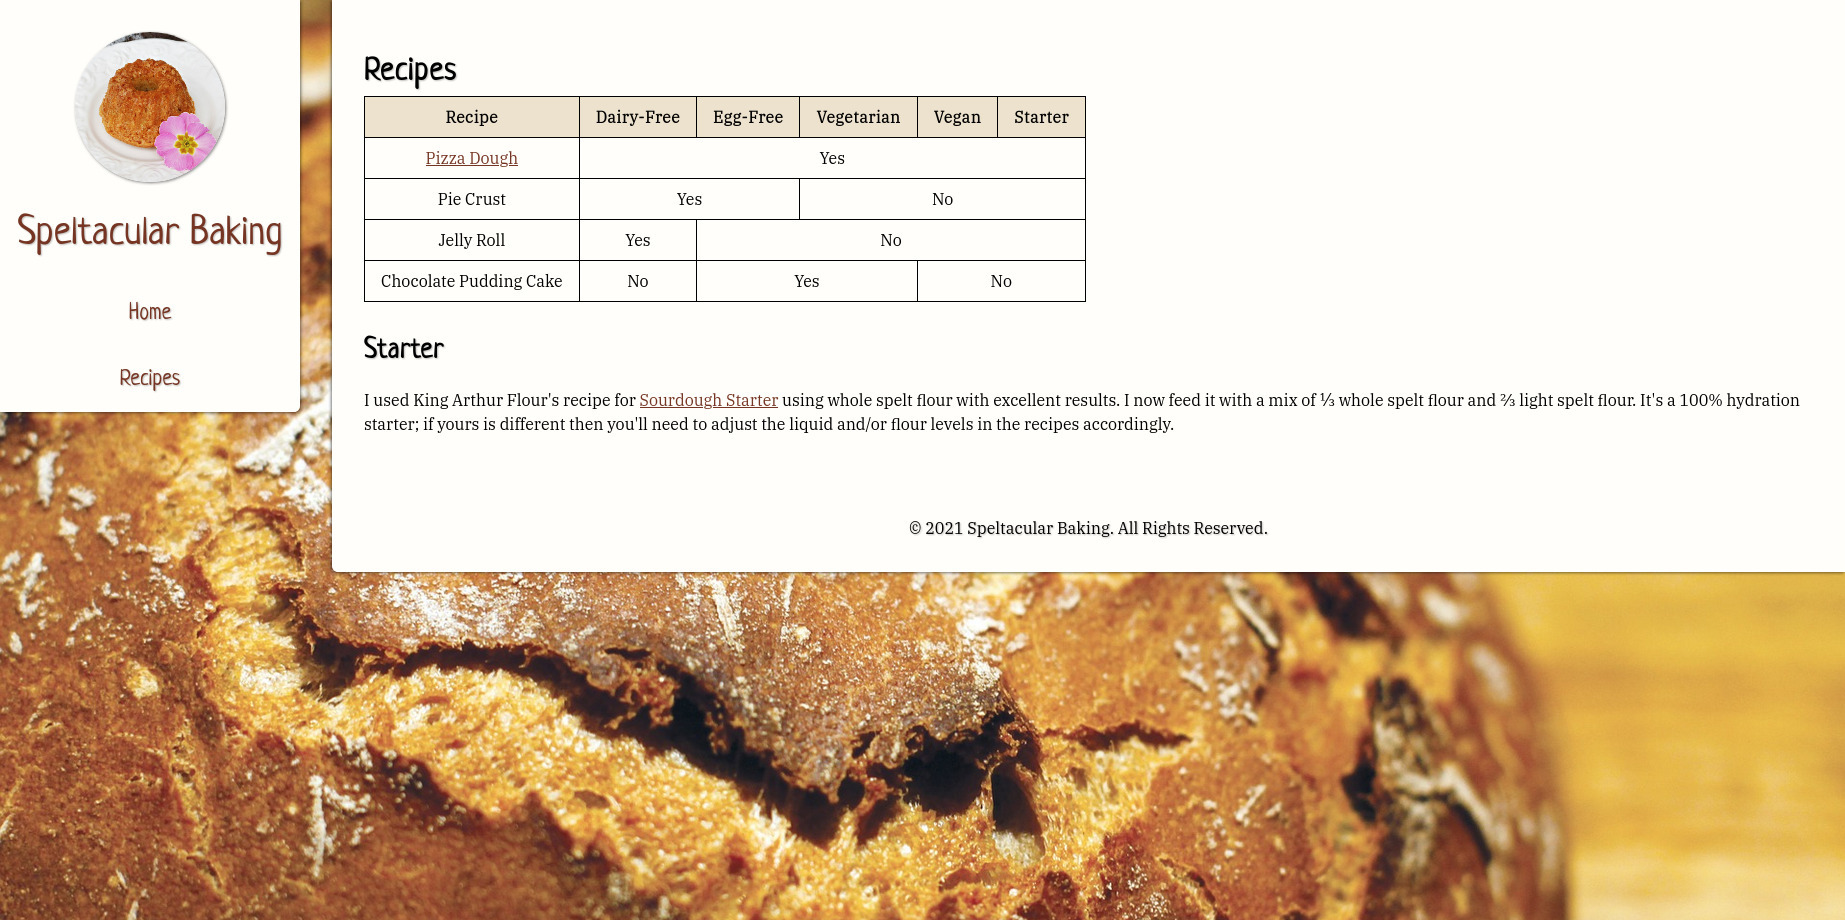 Speltacular Baking
Home
Recipes
Recipes
Recipe Dairy-Free Egg-Free Vegetarian Vegan Starter
Pizza Dough Yes
Pie Crust Yes No
Jelly Roll Yes No
Chocolate Pudding Cake No Yes No
Starter
I used King Arthur Flour's recipe for Sourdough Starter using whole spelt flour with excellent results. I now feed it with a mix of ⅓ whole spelt flour and ⅔ light spelt flour. It's a 100% hydration
starter; if yours is different then you'll need to adjust the liquid and/or flour levels in the recipes accordingly.
© 2021 Speltacular Baking. All Rights Reserved.